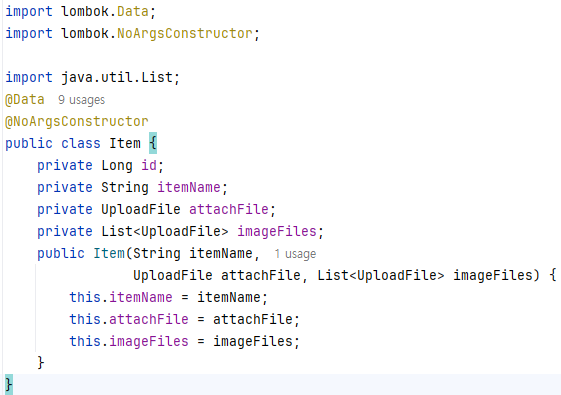 import lombok.Data;
import lombok.NoArgsConstructor;
import java.util.List;
@Data 9 usages
@NoArgsConstructor
public class Item {
    private Long id;
    private String itemName;
    private UploadFile attachFile;
    private List<UploadFile> imageFiles;
    public Item(String itemName, 1 usage
                UploadFile attachFile, List<UploadFile> imageFiles) {
        this.itemName = itemName;
        this.attachFile = attachFile;
        this.imageFiles = imageFiles;
    }
}